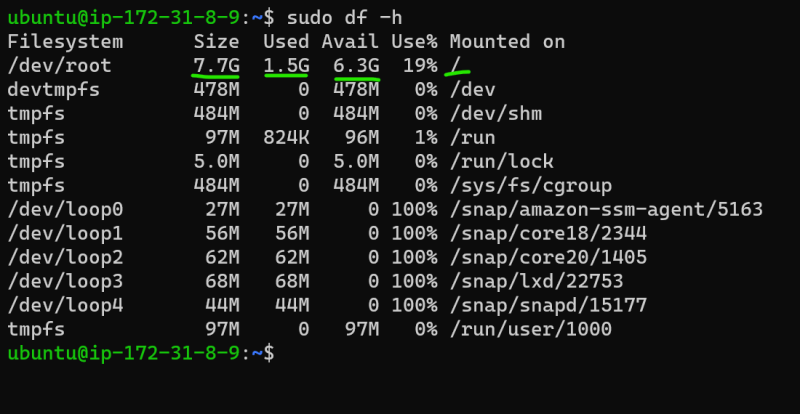 ubuntu@ip-172-31-8-9:~$ sudo df -h
Filesystem      Size  Used Avail Use% Mounted on
/dev/root       7.7G  1.5G  6.3G  19% /
devtmpfs        478M     0  478M   0% /dev
tmpfs           484M     0  484M   0% /dev/shm
tmpfs            97M  824K   96M   1% /run
tmpfs           5.0M     0  5.0M   0% /run/lock
tmpfs           484M     0  484M   0% /sys/fs/cgroup
/dev/loop0       27M   27M     0 100% /snap/amazon-ssm-agent/5163
/dev/loop1       56M   56M     0 100% /snap/core18/2344
/dev/loop2       62M   62M     0 100% /snap/core20/1405
/dev/loop3       68M   68M     0 100% /snap/lxd/22753
/dev/loop4       44M   44M     0 100% /snap/snapd/15177
tmpfs            97M     0   97M   0% /run/user/1000
ubuntu@ip-172-31-8-9:~$